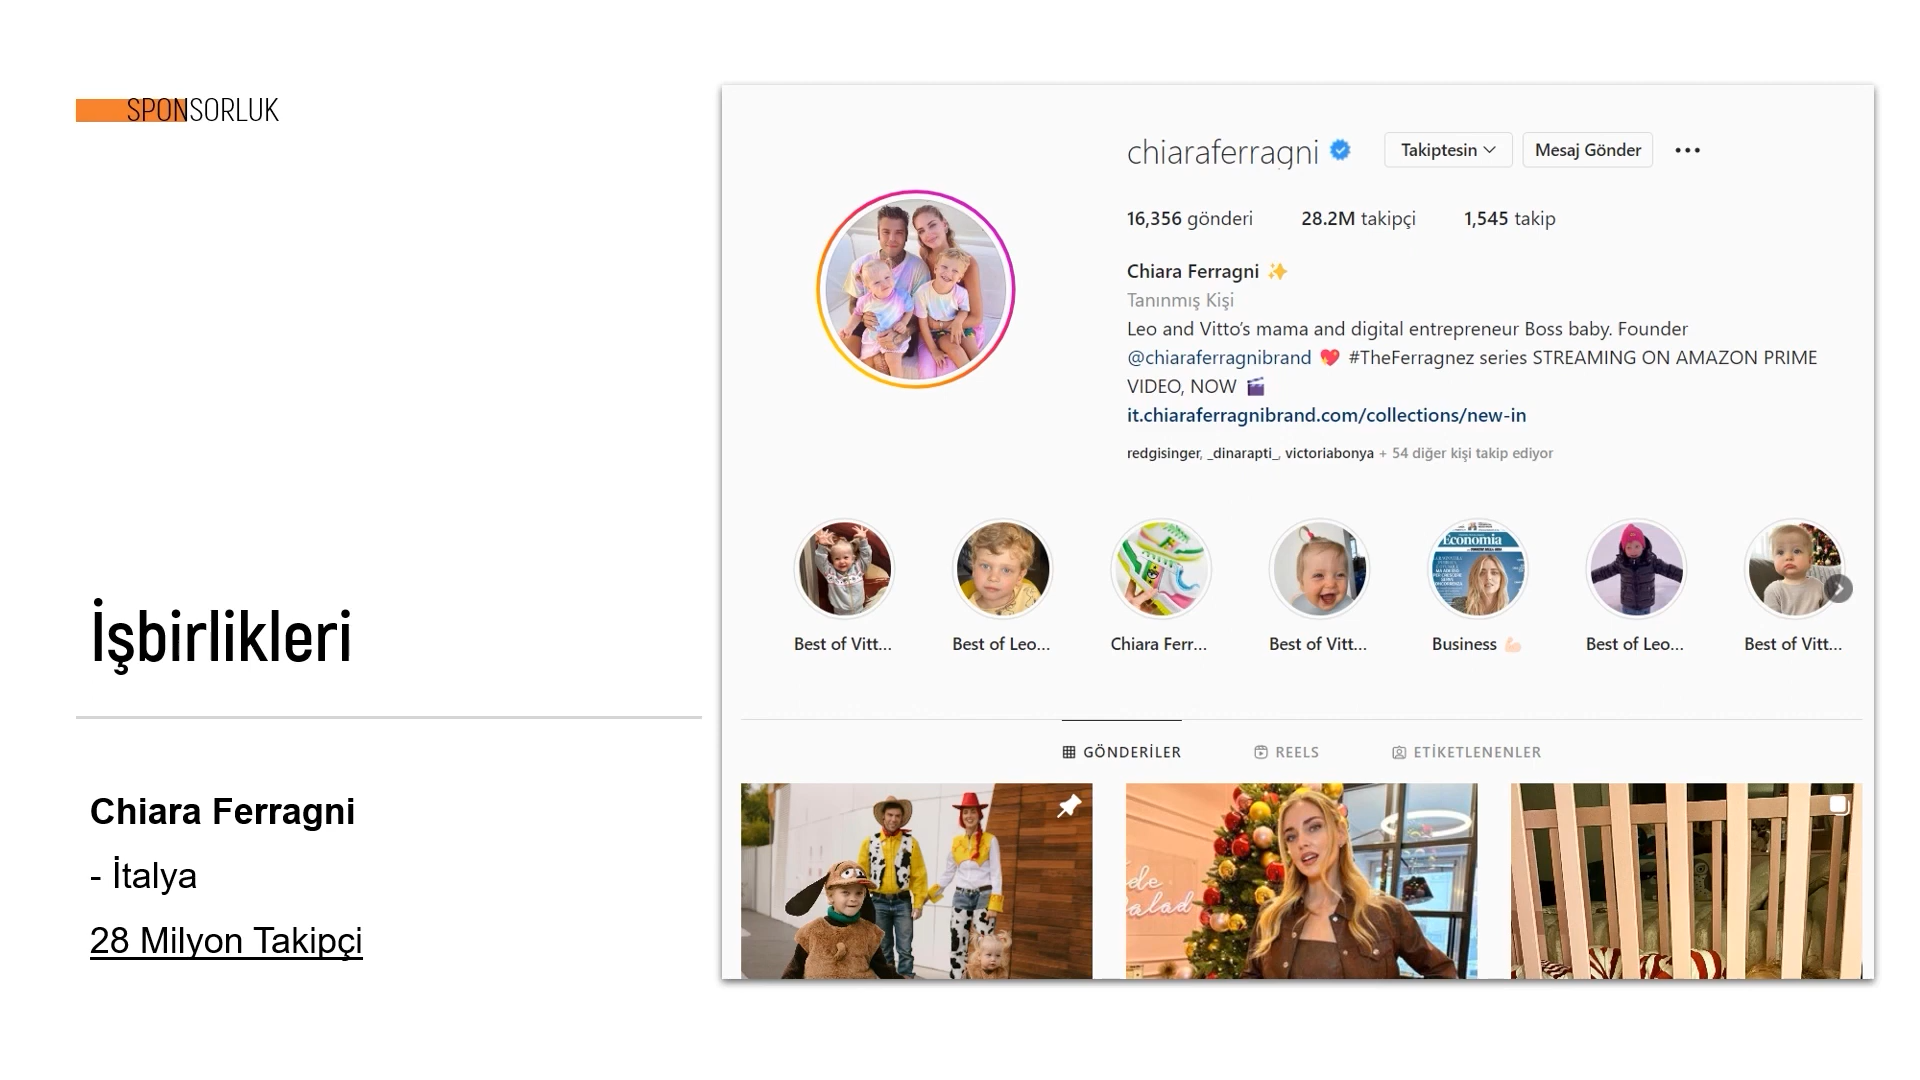 SPONSORLUK
İşbirlikleri
Chiara Ferragni
- İtalya
28 Milyon Takipçi
chiaraferragni Takiptesin Mesaj Gönder
16,356 gönderi 28.2M takipçi 1,545 takip
Chiara Ferragni ✨
Tanınmış Kişi
Leo and Vitto's mama and digital entrepreneur Boss baby. Founder
@chiaraferragnibrand 💖 #TheFerragnez series STREAMING ON AMAZON PRIME
VIDEO, NOW 🎬
it.chiaraferragnibrand.com/collections/new-in
redgisinger, _dinarapti_, victoriabonya + 54 diğer kişi takip ediyor
Economia
Best of Vitt... Best of Leo... Chiara Ferr... Best of Vitt... Business 💪🏻 Best of Leo... Best of Vitt...
GÖNDERİLER REELS ETİKETLENENLER